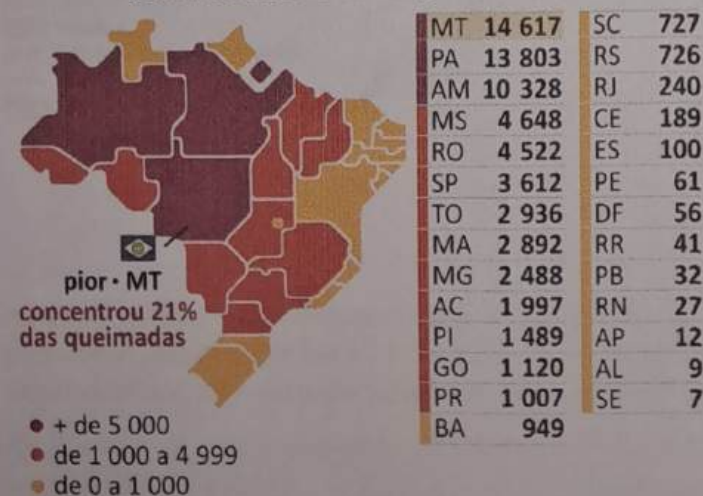 MT 14 617
PA 13 803
AM 10 328
MS 4 648
RO 4 522
SP 3 612
TO 2 936
MA 2 892
MG 2 488
AC 1 997
PI 1 489
GO 1 120
PR 1 007
BA 949
SC 727
RS 726
RJ 240
CE 189
ES 100
PE 61
DF 56
RR 41
PB 32
RN 27
AP 12
AL 9
SE 7
pior · MT
concentrou 21%
das queimadas
+ de 5 000
de 1 000 a 4 999
de 0 a 1 000